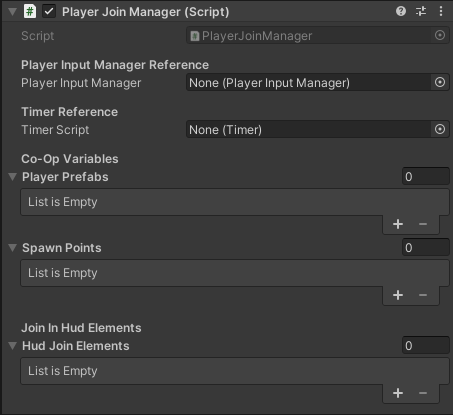 Player Join Manager (Script)
Script PlayerJoinManager
Player Input Manager Reference
Player Input Manager None (Player Input Manager)
Timer Reference
Timer Script None (Timer)
Co-Op Variables
Player Prefabs 0
List is Empty
+ −
Spawn Points 0
List is Empty
+ −
Join In Hud Elements
Hud Join Elements 0
List is Empty
+ −